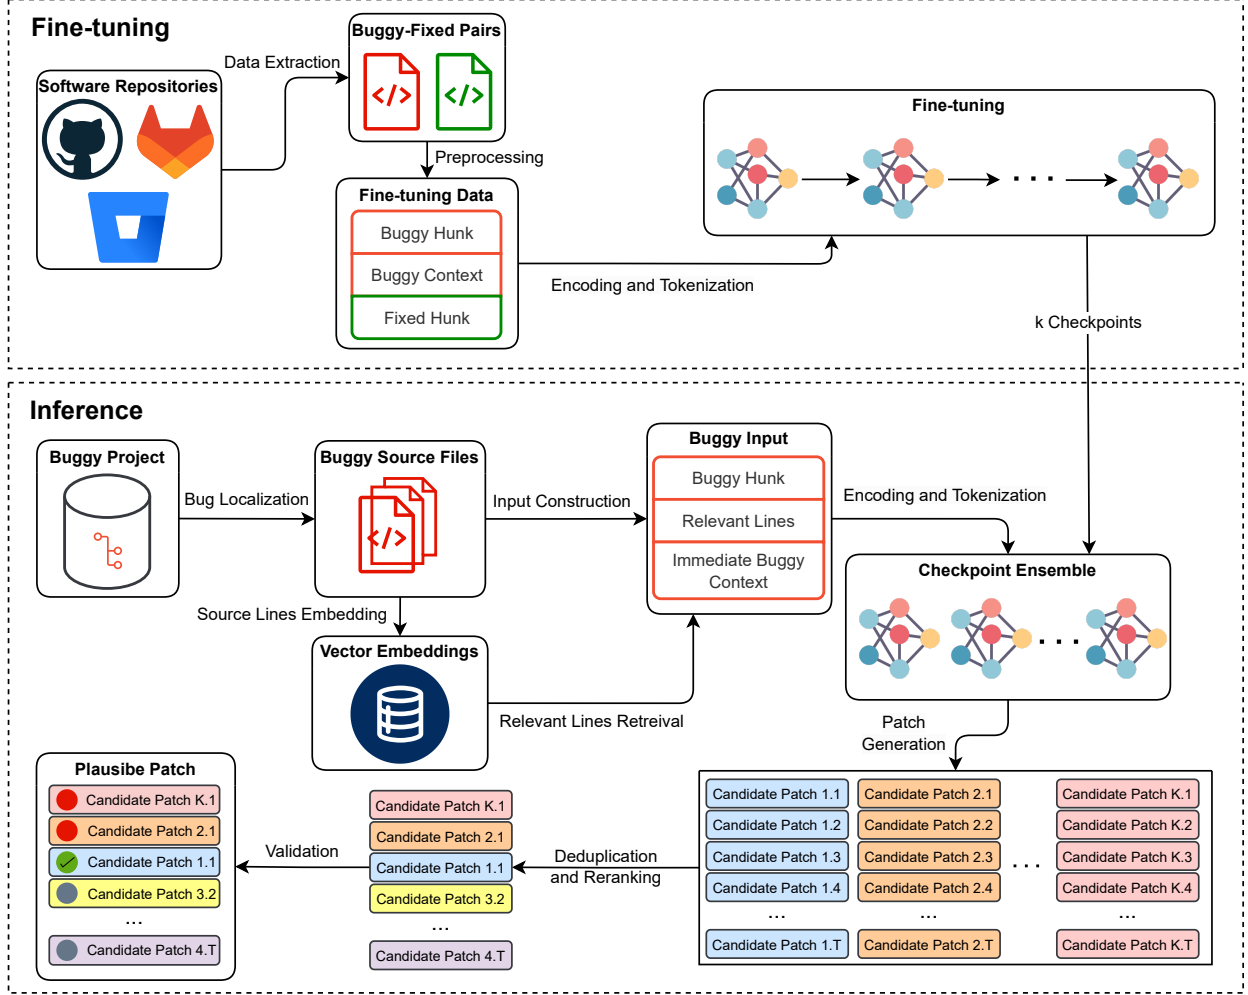 Fine-tuning
Software Repositories
Data Extraction
Buggy-Fixed Pairs
</>
</>
Preprocessing
Fine-tuning Data
Buggy Hunk
Buggy Context
Fixed Hunk
Encoding and Tokenization
Fine-tuning
. . .
k Checkpoints
Inference
Buggy Project
Bug Localization
Buggy Source Files
</>
Input Construction
Source Lines Embedding
Vector Embeddings
Relevant Lines Retreival
Buggy Input
Buggy Hunk
Relevant Lines
Immediate Buggy
Context
Encoding and Tokenization
Checkpoint Ensemble
. . .
Patch
Generation
Candidate Patch 1.1
Candidate Patch 1.2
Candidate Patch 1.3
Candidate Patch 1.4
...
Candidate Patch 1.T
Candidate Patch 2.1
Candidate Patch 2.2
Candidate Patch 2.3
Candidate Patch 2.4
...
Candidate Patch 2.T
. . .
Candidate Patch K.1
Candidate Patch K.2
Candidate Patch K.3
Candidate Patch K.4
...
Candidate Patch K.T
Deduplication
and Reranking
Candidate Patch K.1
Candidate Patch 2.1
Candidate Patch 1.1
Candidate Patch 3.2
...
Candidate Patch 4.T
Validation
Plausibe Patch
Candidate Patch K.1
Candidate Patch 2.1
Candidate Patch 1.1
Candidate Patch 3.2
...
Candidate Patch 4.T